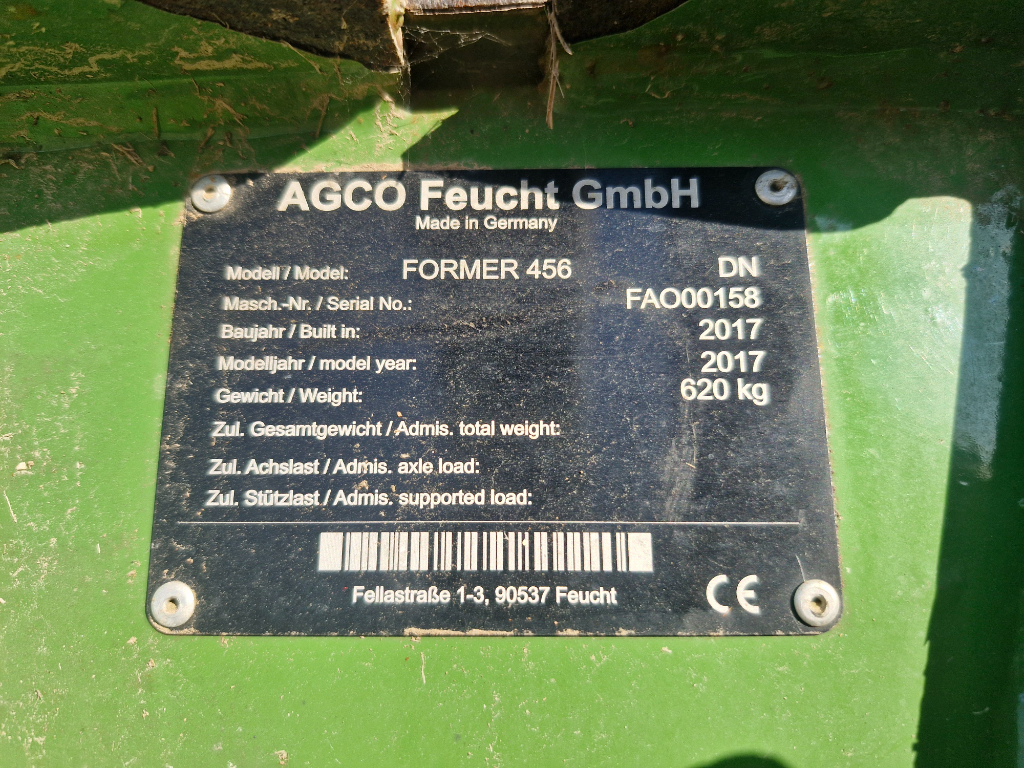 AGCO Feucht GmbH
Made in Germany
Modell / Model: FORMER 456 DN
Masch.-Nr. / Serial No.: FAO00158
Baujahr / Built in: 2017
Modelljahr / model year: 2017
Gewicht / Weight: 620 kg
Zul. Gesamtgewicht / Admis. total weight:
Zul. Achslast / Admis. axle load:
Zul. Stützlast / Admis. supported load:
Fellastraße 1-3, 90537 Feucht CE